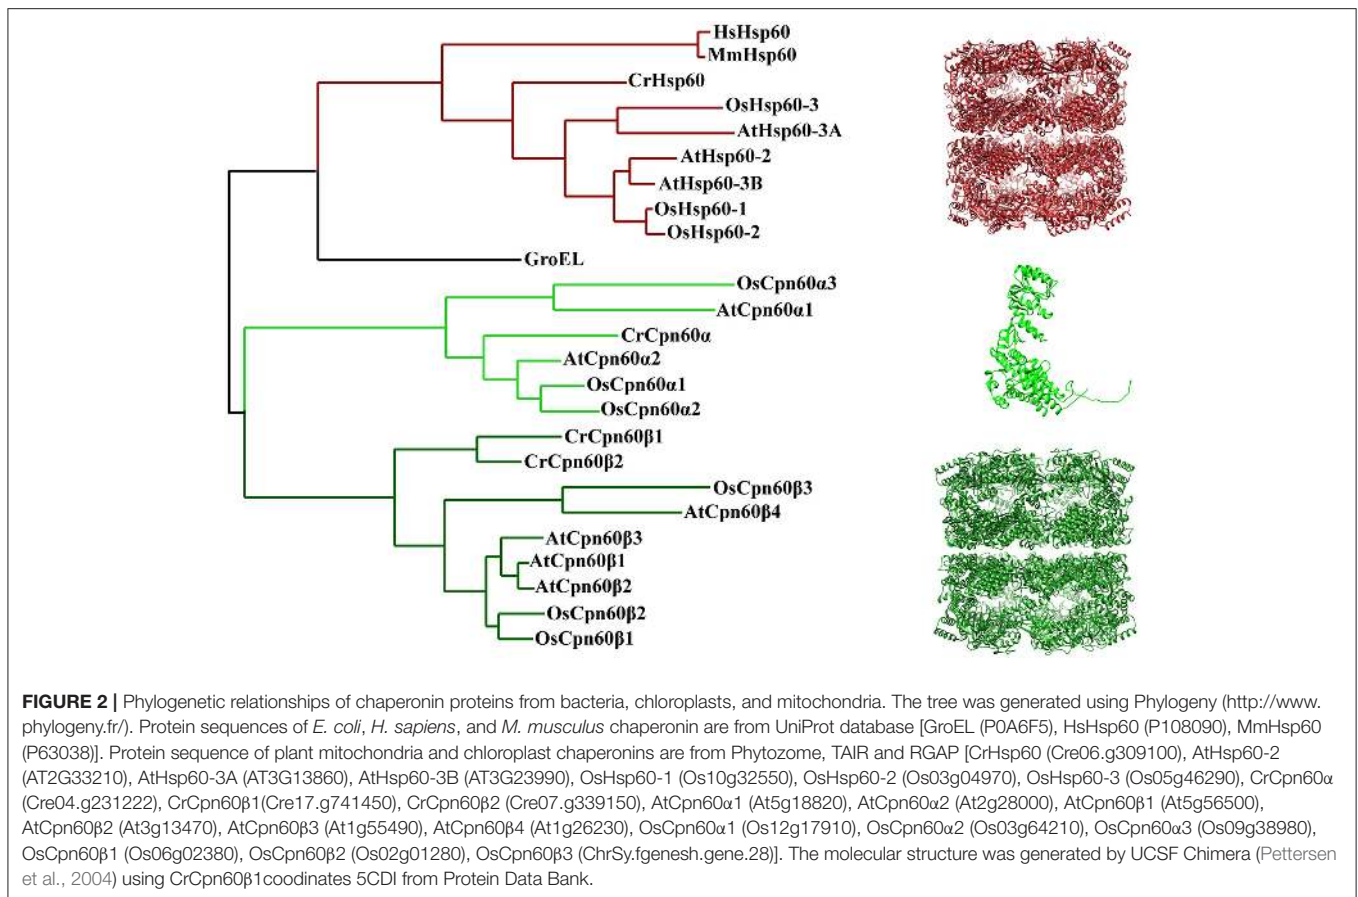 HsHsp60
MmHsp60
CrHsp60
OsHsp60-3
AtHsp60-3A
AtHsp60-2
AtHsp60-3B
OsHsp60-1
OsHsp60-2
GroEL
OsCpn60α3
AtCpn60α1
CrCpn60α
AtCpn60α2
OsCpn60α1
OsCpn60α2
CrCpn60β1
CrCpn60β2
OsCpn60β3
AtCpn60β4
AtCpn60β3
AtCpn60β1
AtCpn60β2
OsCpn60β2
OsCpn60β1
FIGURE 2 | Phylogenetic relationships of chaperonin proteins from bacteria, chloroplasts, and mitochondria. The tree was generated using Phylogeny (http://www.
phylogeny.fr/). Protein sequences of E. coli, H. sapiens, and M. musculus chaperonin are from UniProt database [GroEL (P0A6F5), HsHsp60 (P108090), MmHsp60
(P63038)]. Protein sequence of plant mitochondria and chloroplast chaperonins are from Phytozome, TAIR and RGAP [CrHsp60 (Cre06.g309100), AtHsp60-2
(AT2G33210), AtHsp60-3A (AT3G13860), AtHsp60-3B (AT3G23990), OsHsp60-1 (Os10g32550), OsHsp60-2 (Os03g04970), OsHsp60-3 (Os05g46290), CrCpn60α
(Cre04.g231222), CrCpn60β1(Cre17.g741450), CrCpn60β2 (Cre07.g339150), AtCpn60α1 (At5g18820), AtCpn60α2 (At2g28000), AtCpn60β1 (At5g56500),
AtCpn60β2 (At3g13470), AtCpn60β3 (At1g55490), AtCpn60β4 (At1g26230), OsCpn60α1 (Os12g17910), OsCpn60α2 (Os03g64210), OsCpn60α3 (Os09g38980),
OsCpn60β1 (Os06g02380), OsCpn60β2 (Os02g01280), OsCpn60β3 (ChrSy.fgenesh.gene.28)]. The molecular structure was generated by UCSF Chimera (Pettersen
et al., 2004) using CrCpn60β1coodinates 5CDI from Protein Data Bank.